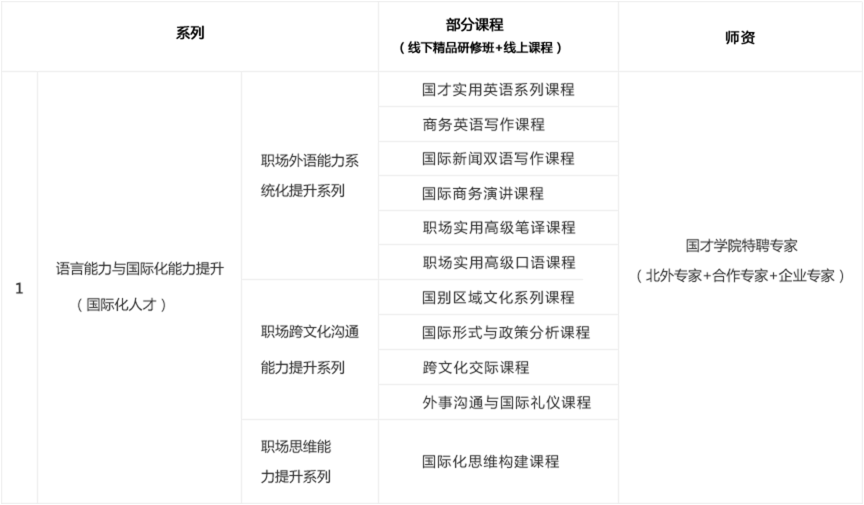 系列
部分课程
（线下精品研修班+线上课程）
师资
1
语言能力与国际化能力提升
（国际化人才）
职场外语能力系
统化提升系列
国才实用英语系列课程
商务英语写作课程
国际新闻双语写作课程
国际商务演讲课程
职场实用高级笔译课程
职场实用高级口语课程
职场跨文化沟通
能力提升系列
国别区域文化系列课程
国际形式与政策分析课程
跨文化交际课程
外事沟通与国际礼仪课程
职场思维能
力提升系列
国际化思维构建课程
国才学院特聘专家
（北外专家+合作专家+企业专家）